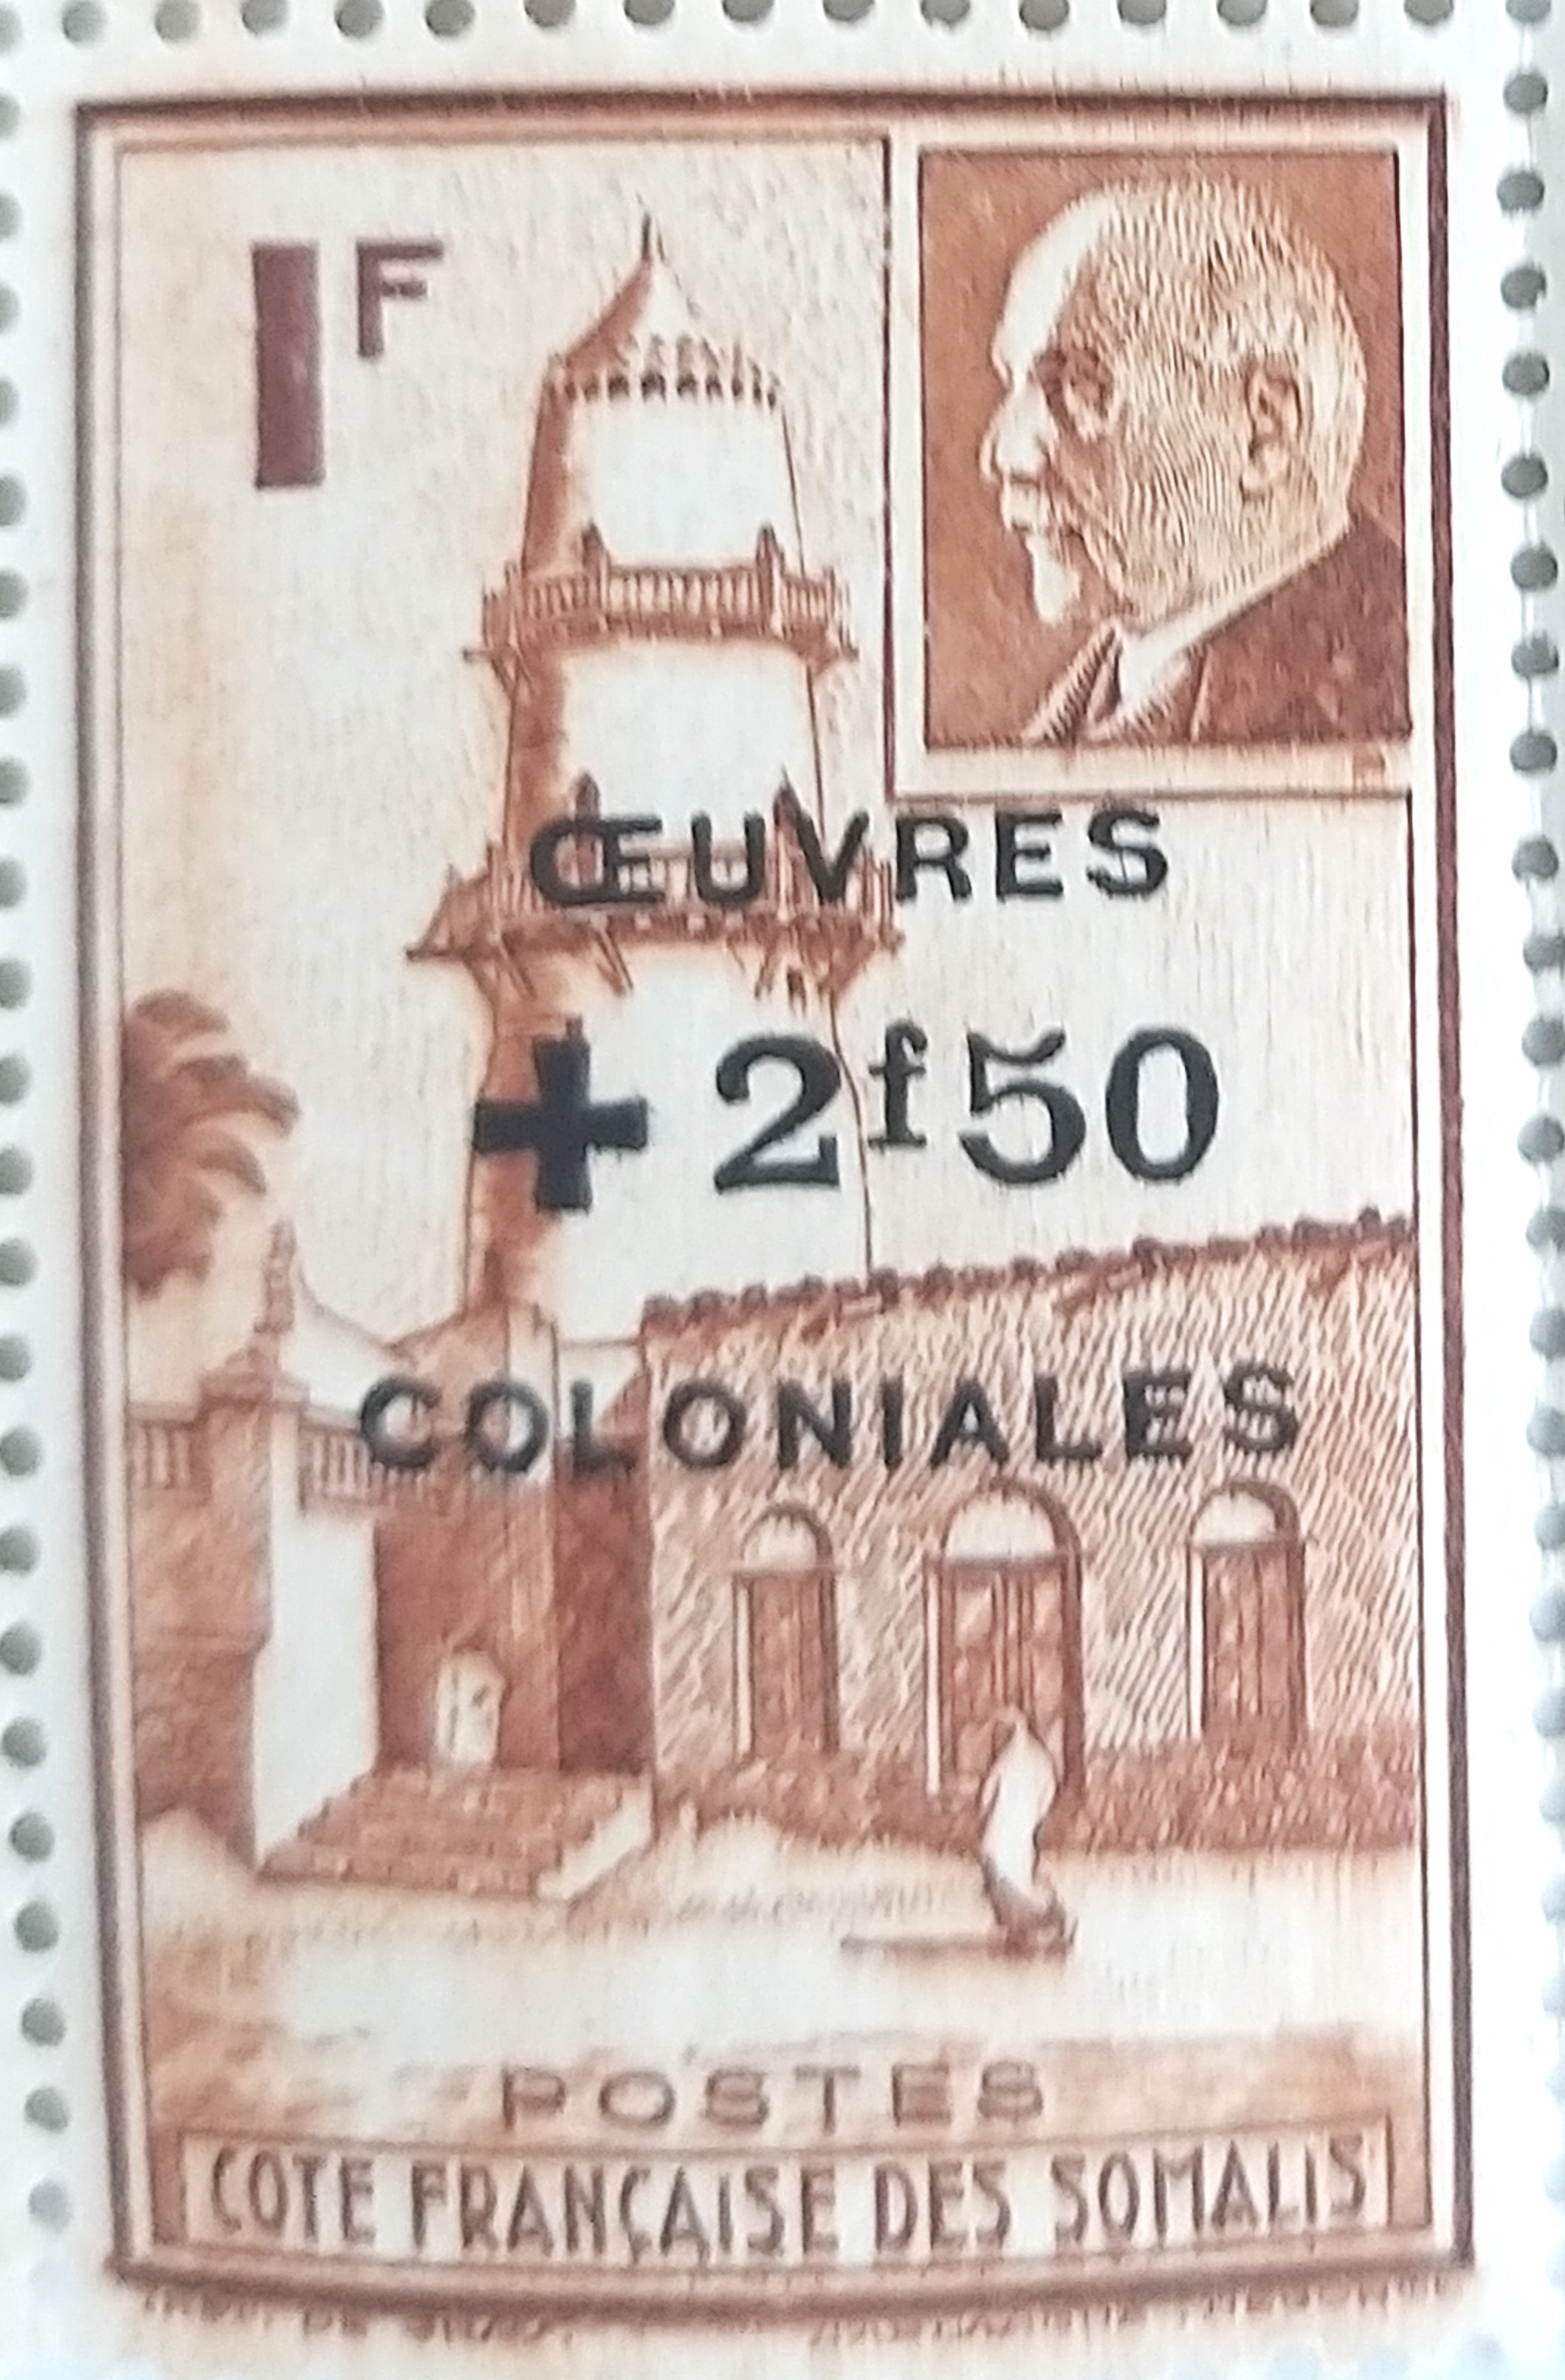 1F
ŒUVRES
+ 2f50
COLONIALES
POSTES
COTE FRANÇAISE DES SOMALIS